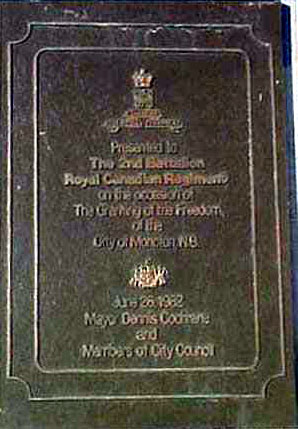 Presented to
The 2nd Battalion
Royal Canadian Regiment
on the occasion of
The Granting of the Freedom,
of the
City of Moncton, N.B.
June 26, 1982
Mayor Dennis Cochrane
and
Members of City Council